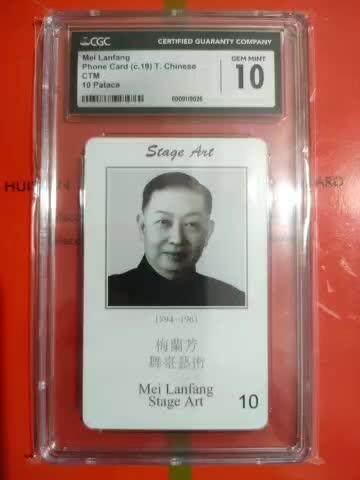 CGC
CERTIFIED GUARANTY COMPANY
Mei Lanfang
Phone Card (c.19) T. Chinese
CTM
10 Pataca
GEM MINT
10
Stage Art
1894-1961
梅蘭芳
舞臺藝術
Mei Lanfang
Stage Art
10